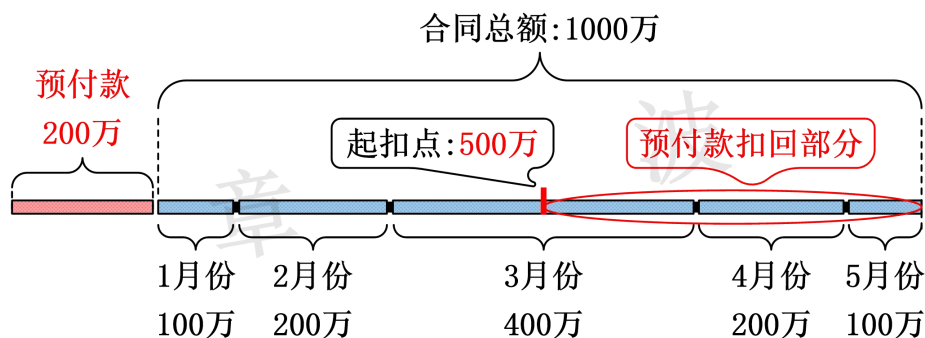 合同总额:1000万
预付款
200万
起扣点:500万
预付款扣回部分
章
波
1月份
2月份
3月份
4月份
5月份
100万
200万
400万
200万
100万